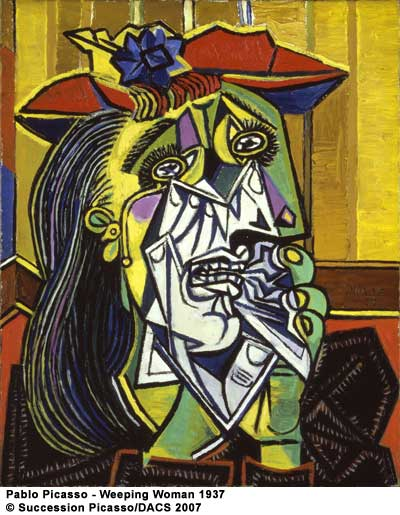 Pablo Picasso - Weeping Woman 1937
© Succession Picasso/DACS 2007